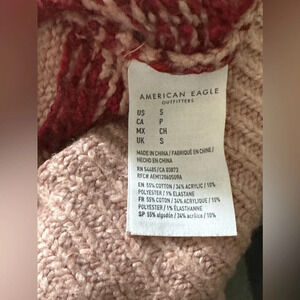 AMERICAN EAGLE
OUTFITTERS
US S
CA P
MX CH
UK S
MADE IN CHINA / FABRIQUÉ EN CHINE /
HECHO EN CHINA
RN 54485/CA 03873
EN 55% COTTON / 34% ACRYLIC / 10%
POLYESTER / 1% ELASTANE
FR 55% COTON / 34% ACRYLIQUE / 10%
POLYESTER / 1% ÉLASTHANNE
SP 55% algodón / 34% acrílico / 10%